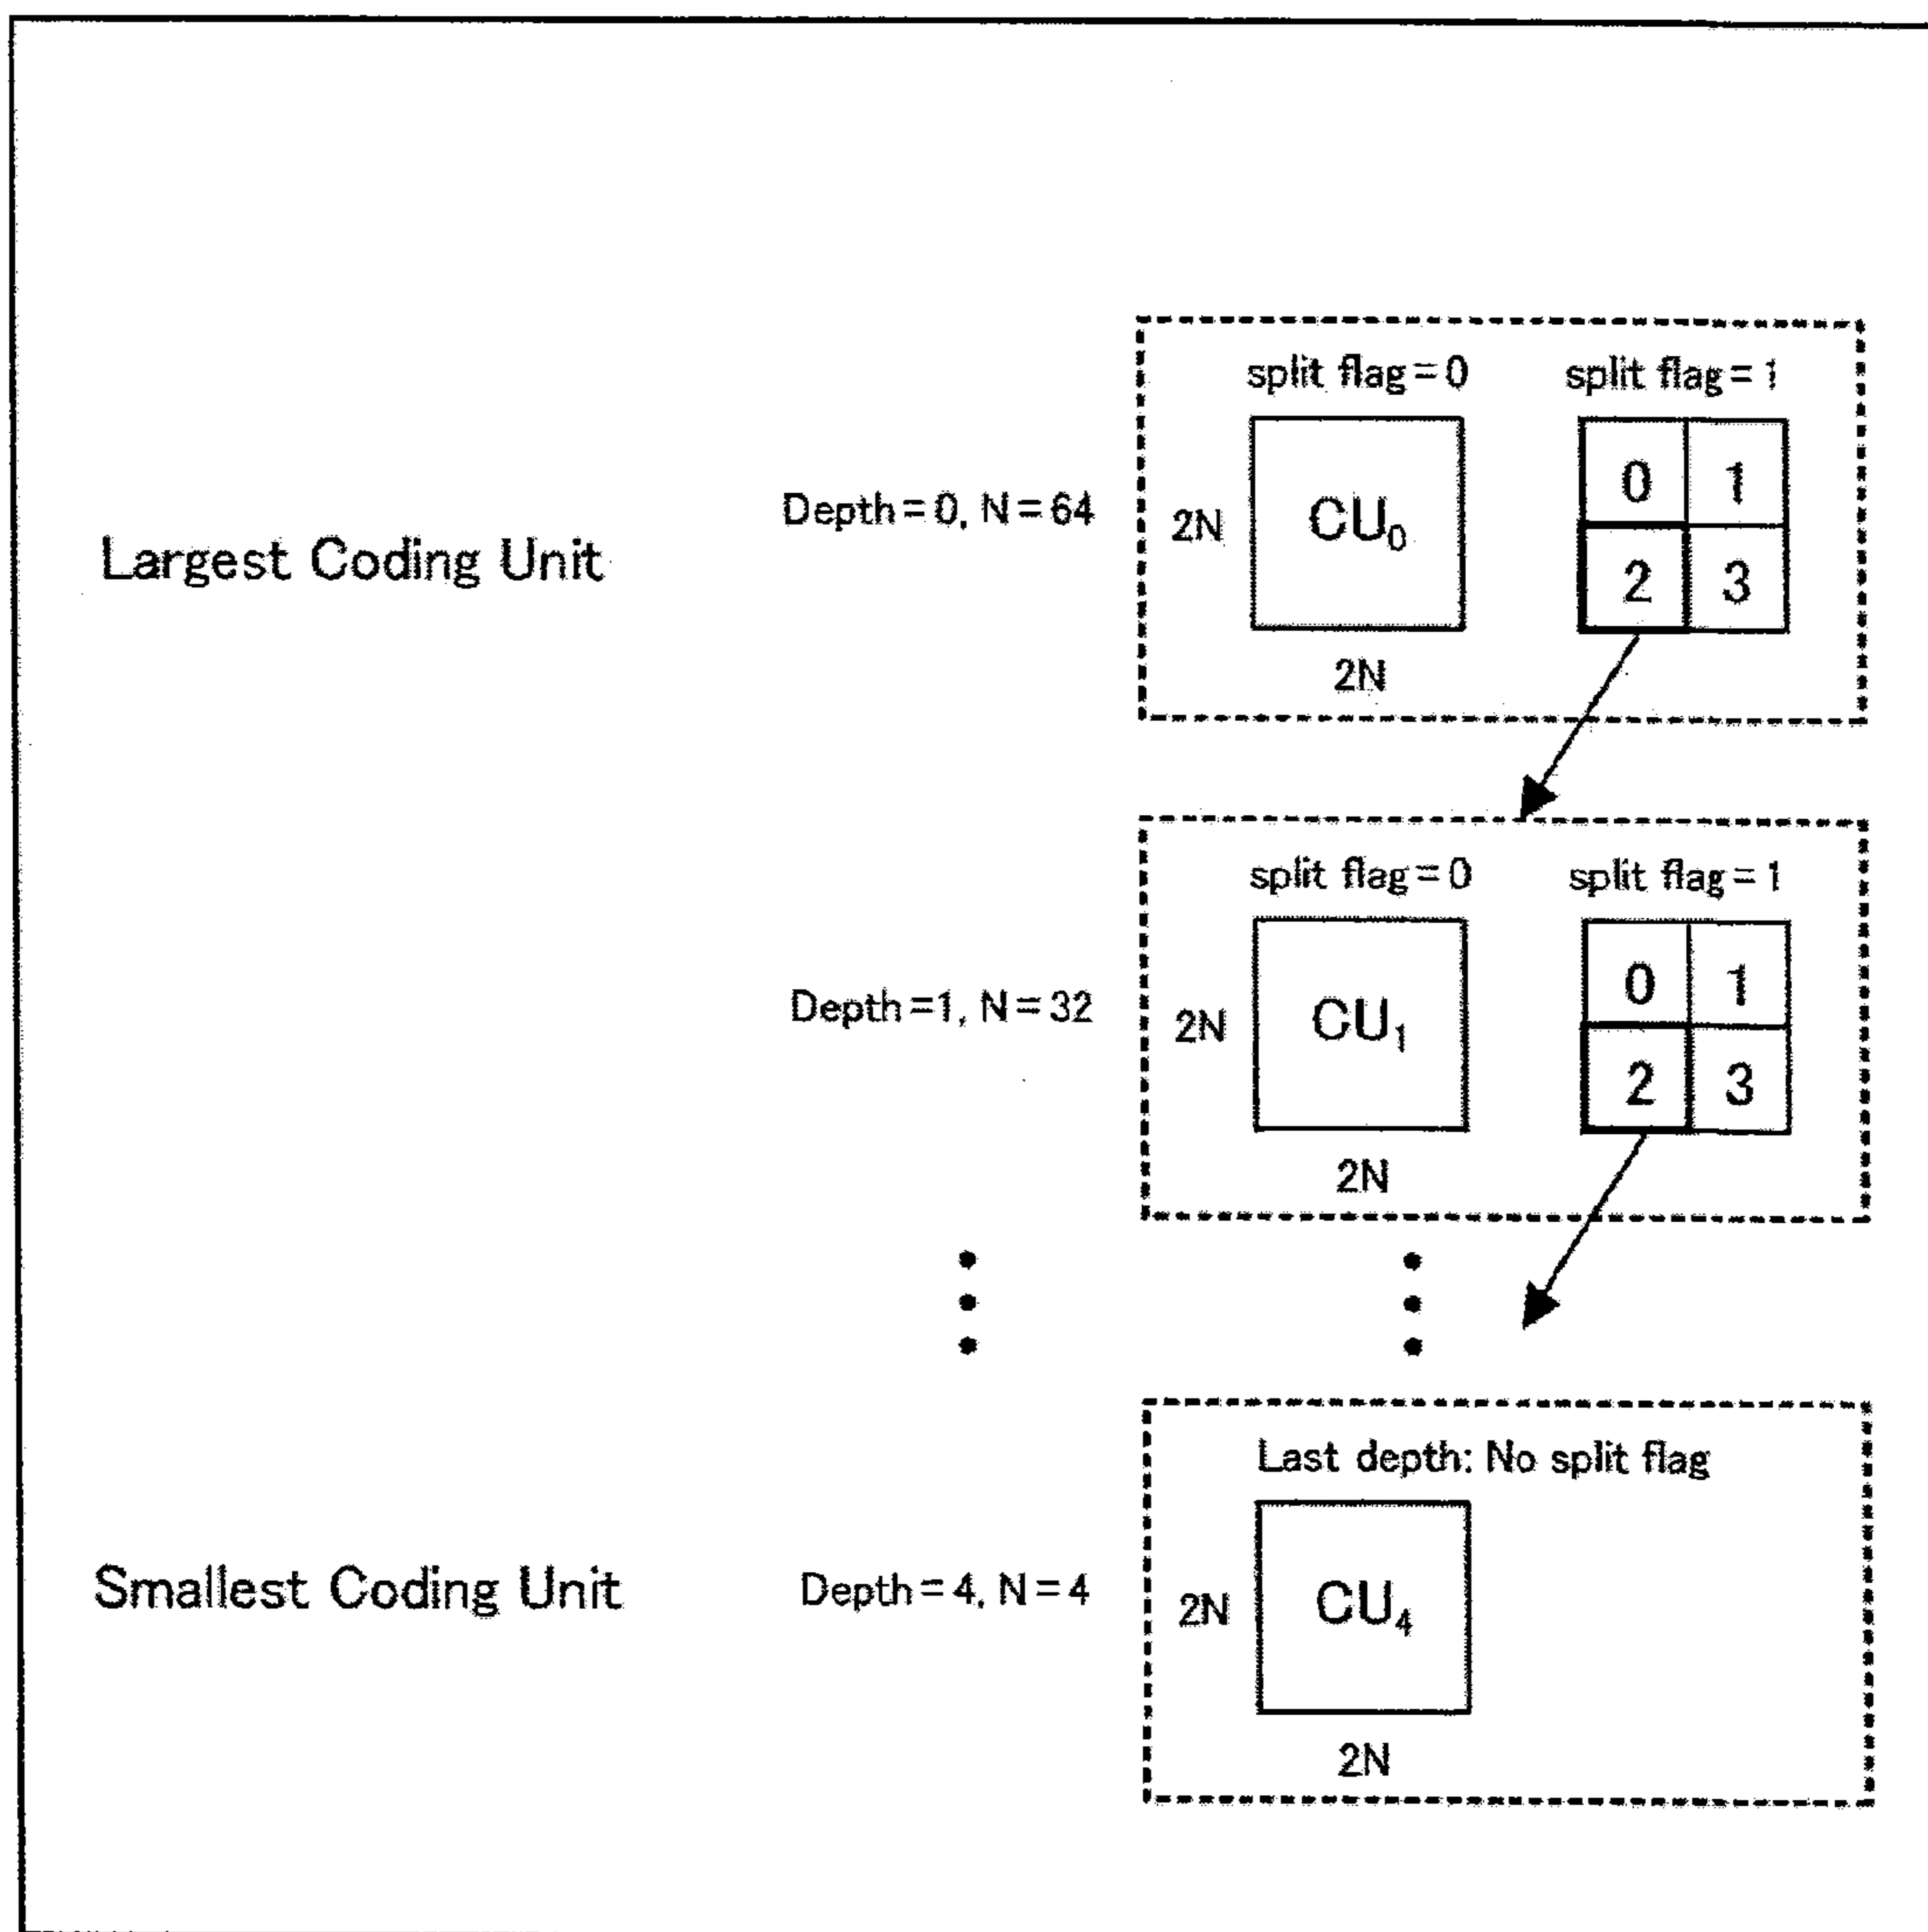 split flag = 0
split flag = 1
Largest Coding Unit
Depth = 0, N = 64
2N
CU₀
0 1
2 3
2N
split flag = 0
split flag = 1
Depth =1, N = 32
2N
CU₁
0 1
2 3
2N
Last depth: No split flag
Smallest Coding Unit
Depth = 4, N = 4
2N
CU₄
2N